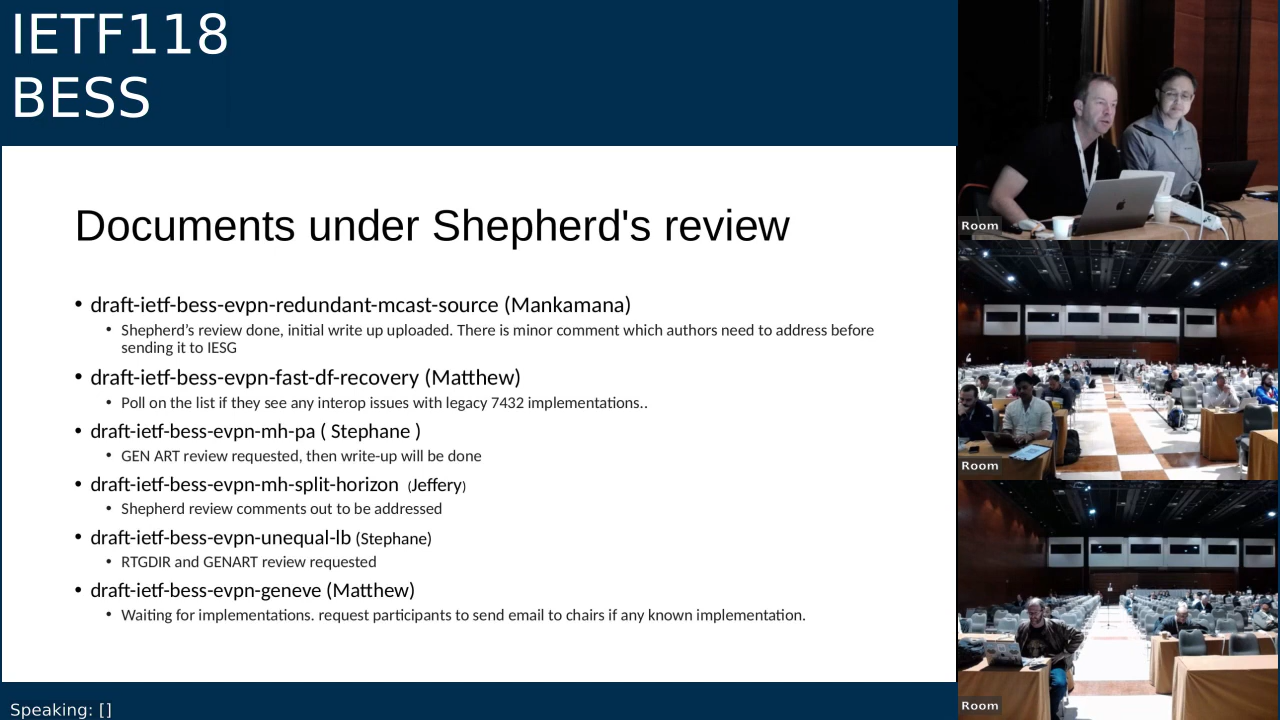 IETF118
BESS
Documents under Shepherd's review
• draft-ietf-bess-evpn-redundant-mcast-source (Mankamana)
• Shepherd’s review done, initial write up uploaded. There is minor comment which authors need to address before
sending it to IESG
• draft-ietf-bess-evpn-fast-df-recovery (Matthew)
• Poll on the list if they see any interop issues with legacy 7432 implementations..
• draft-ietf-bess-evpn-mh-pa ( Stephane )
• GEN ART review requested, then write-up will be done
• draft-ietf-bess-evpn-mh-split-horizon (Jeffery)
• Shepherd review comments out to be addressed
• draft-ietf-bess-evpn-unequal-lb (Stephane)
• RTGDIR and GENART review requested
• draft-ietf-bess-evpn-geneve (Matthew)
• Waiting for implementations. request participants to send email to chairs if any known implementation.
Speaking: []
Room
Room
Room